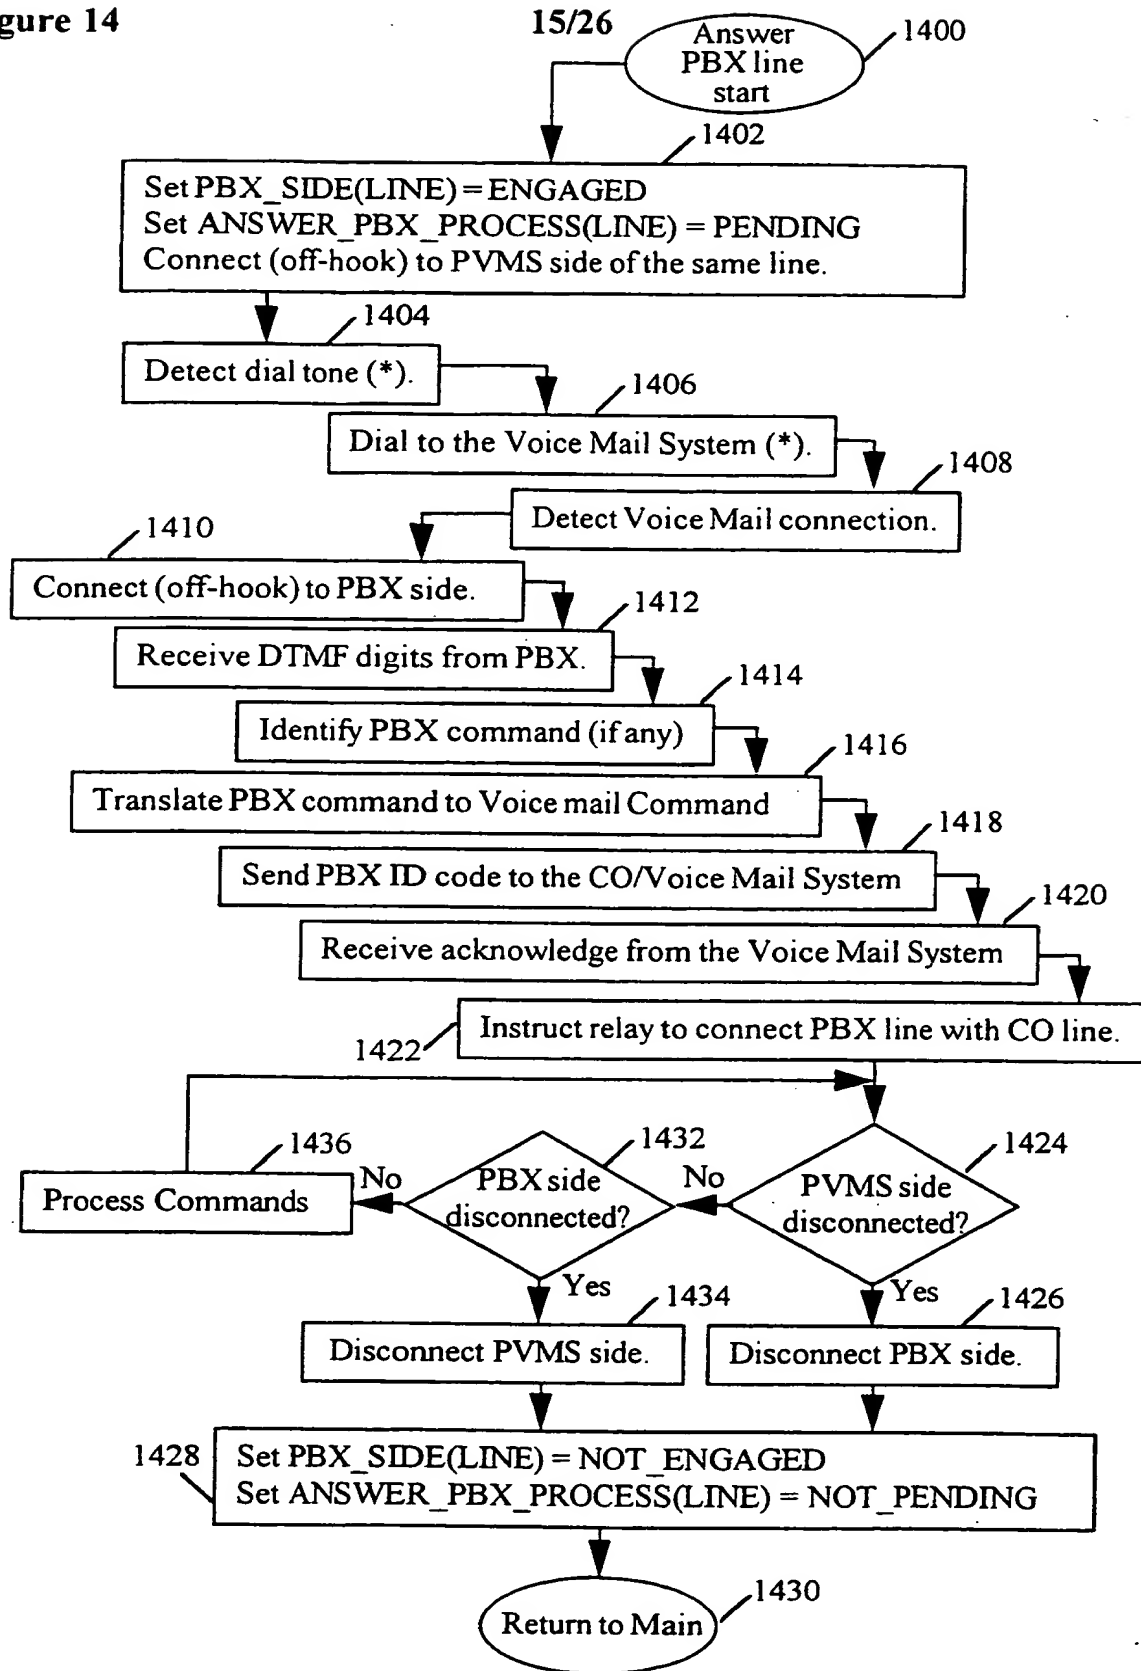 gure 14
15/26
Answer
PBX line
start
1400
1402
Set PBX_SIDE(LINE) = ENGAGED
Set ANSWER_PBX_PROCESS(LINE) = PENDING
Connect (off-hook) to PVMS side of the same line.
1404
Detect dial tone (*).
1406
Dial to the Voice Mail System (*).
1408
Detect Voice Mail connection.
1410
Connect (off-hook) to PBX side.
1412
Receive DTMF digits from PBX.
1414
Identify PBX command (if any)
1416
Translate PBX command to Voice mail Command
1418
Send PBX ID code to the CO/Voice Mail System
1420
Receive acknowledge from the Voice Mail System
Instruct relay to connect PBX line with CO line.
1422
1436
Process Commands
No
1432
PBX side
disconnected?
No
1424
PVMS side
disconnected?
Yes
1434
Yes
1426
Disconnect PVMS side.
Disconnect PBX side.
1428
Set PBX_SIDE(LINE) = NOT_ENGAGED
Set ANSWER_PBX_PROCESS(LINE) = NOT_PENDING
1430
Return to Main